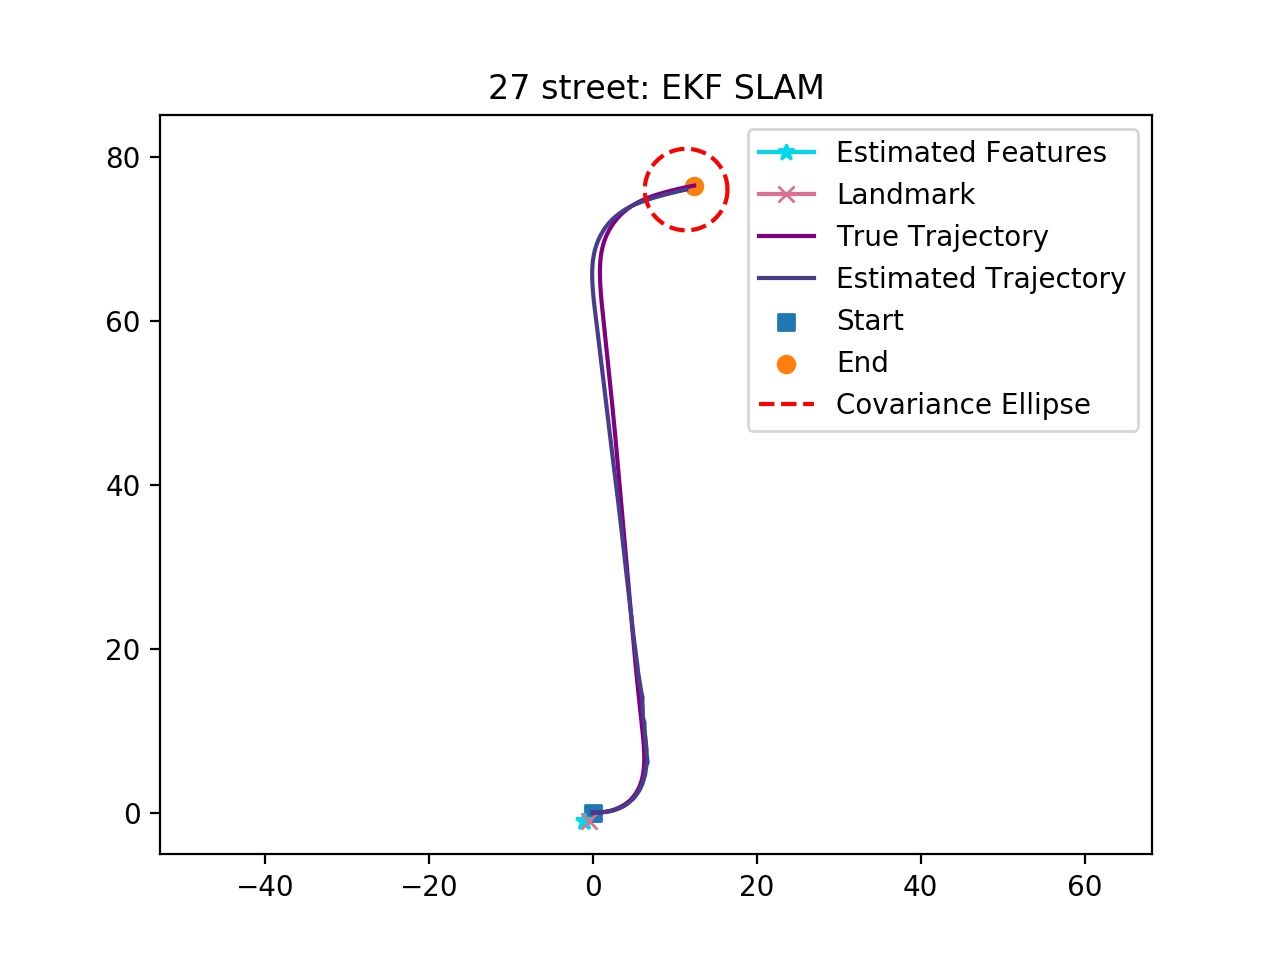 27 street: EKF SLAM
Estimated Features
Landmark
True Trajectory
Estimated Trajectory
Start
End
Covariance Ellipse
80
60
40
20
0
−40 −20 0 20 40 60